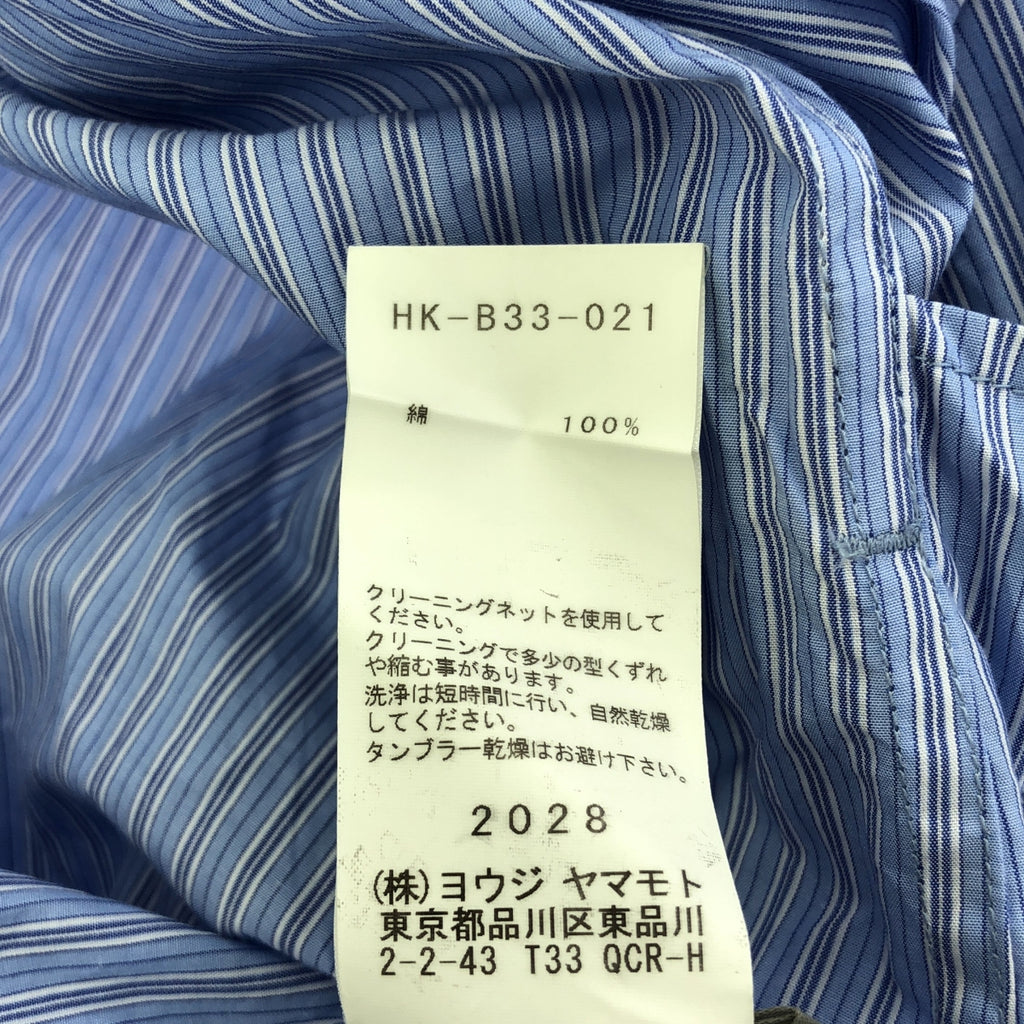 HK-B33-021
綿 100%
クリーニングネットを使用して
ください。
クリーニングで多少の型くずれ
や縮む事があります。
洗浄は短時間に行い、自然乾燥
してください。
タンブラー乾燥はお避け下さい。
2028
(株)ヨウジ ヤマモト
東京都品川区東品川
2-2-43 T33 QCR-H